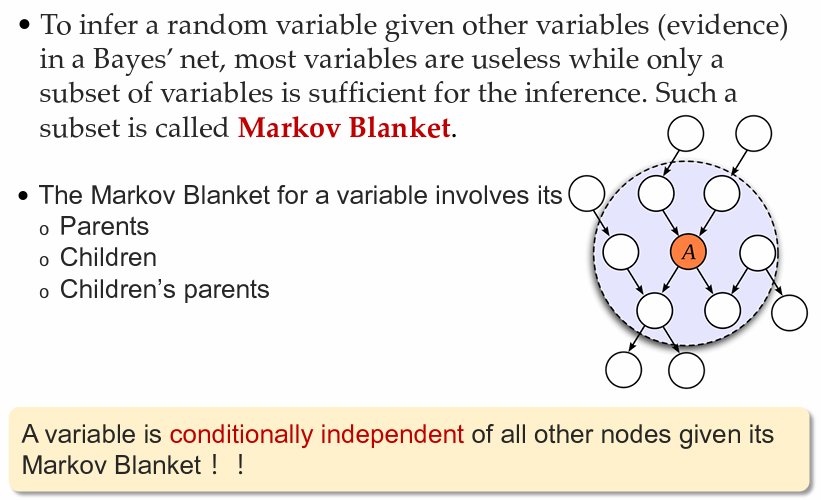 • To infer a random variable given other variables (evidence)
in a Bayes’ net, most variables are useless while only a
subset of variables is sufficient for the inference. Such a
subset is called Markov Blanket.
• The Markov Blanket for a variable involves its
o Parents
o Children
o Children’s parents
A
A variable is conditionally independent of all other nodes given its
Markov Blanket！！